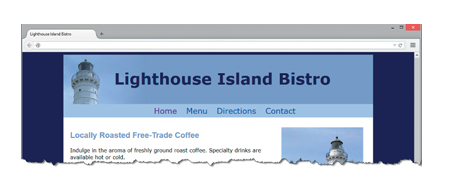 Lighthouse Island Bistro
Lighthouse Island Bistro
Home Menu Directions Contact
Locally Roasted Free-Trade Coffee
Indulge in the aroma of freshly ground roast coffee. Specialty drinks are
available hot or cold.